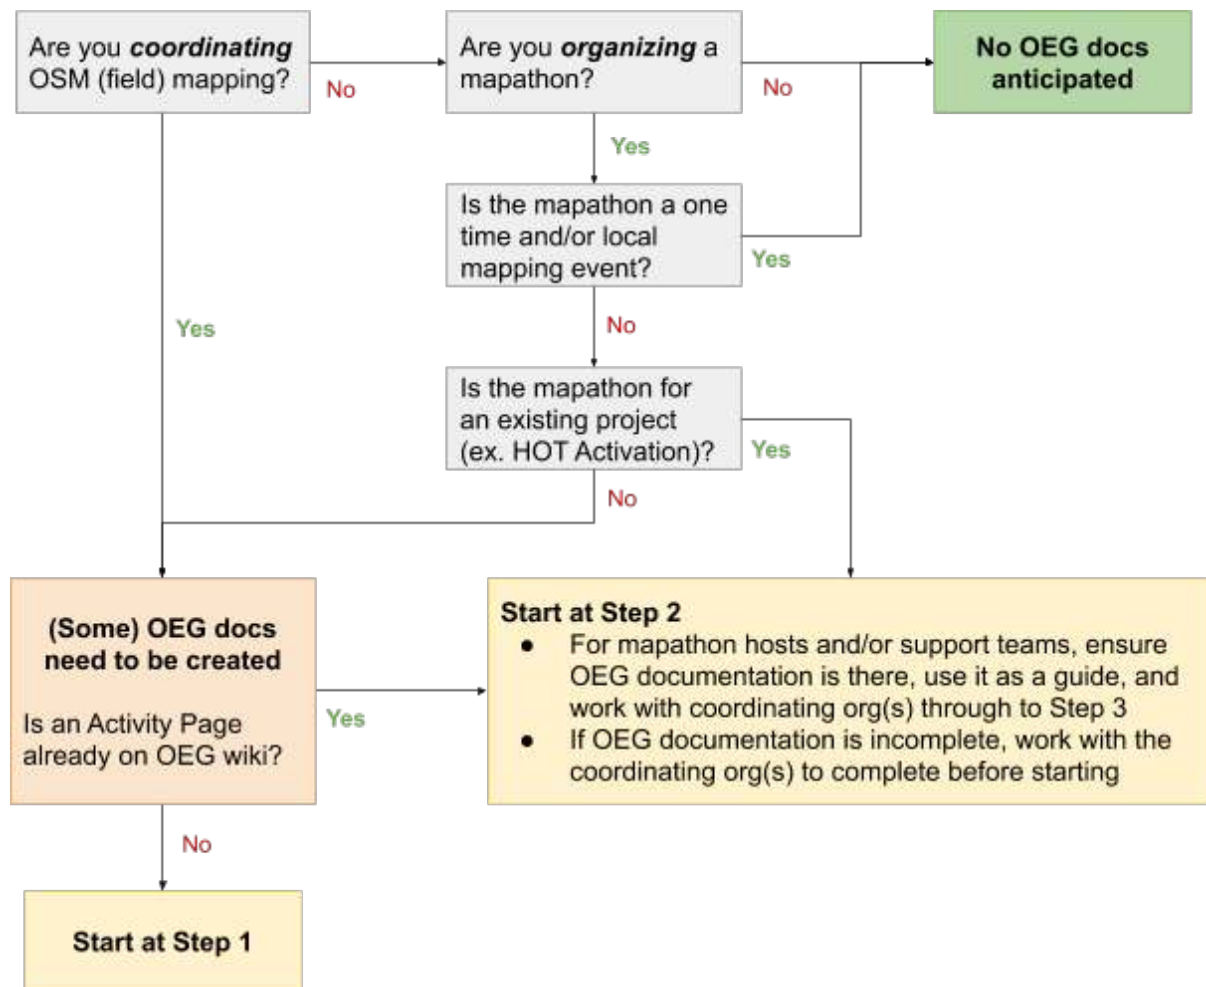 Are you coordinating
OSM (field) mapping?
No
Are you organizing a
mapathon?
No
No OEG docs
anticipated
Yes
Is the mapathon a one
time and/or local
mapping event?
Yes
Yes
No
Is the mapathon for
an existing project
(ex. HOT Activation)?
Yes
No
(Some) OEG docs
need to be created
Is an Activity Page
already on OEG wiki?
Yes
Start at Step 2
● For mapathon hosts and/or support teams, ensure
OEG documentation is there, use it as a guide, and
work with coordinating org(s) through to Step 3
● If OEG documentation is incomplete, work with the
coordinating org(s) to complete before starting
No
Start at Step 1